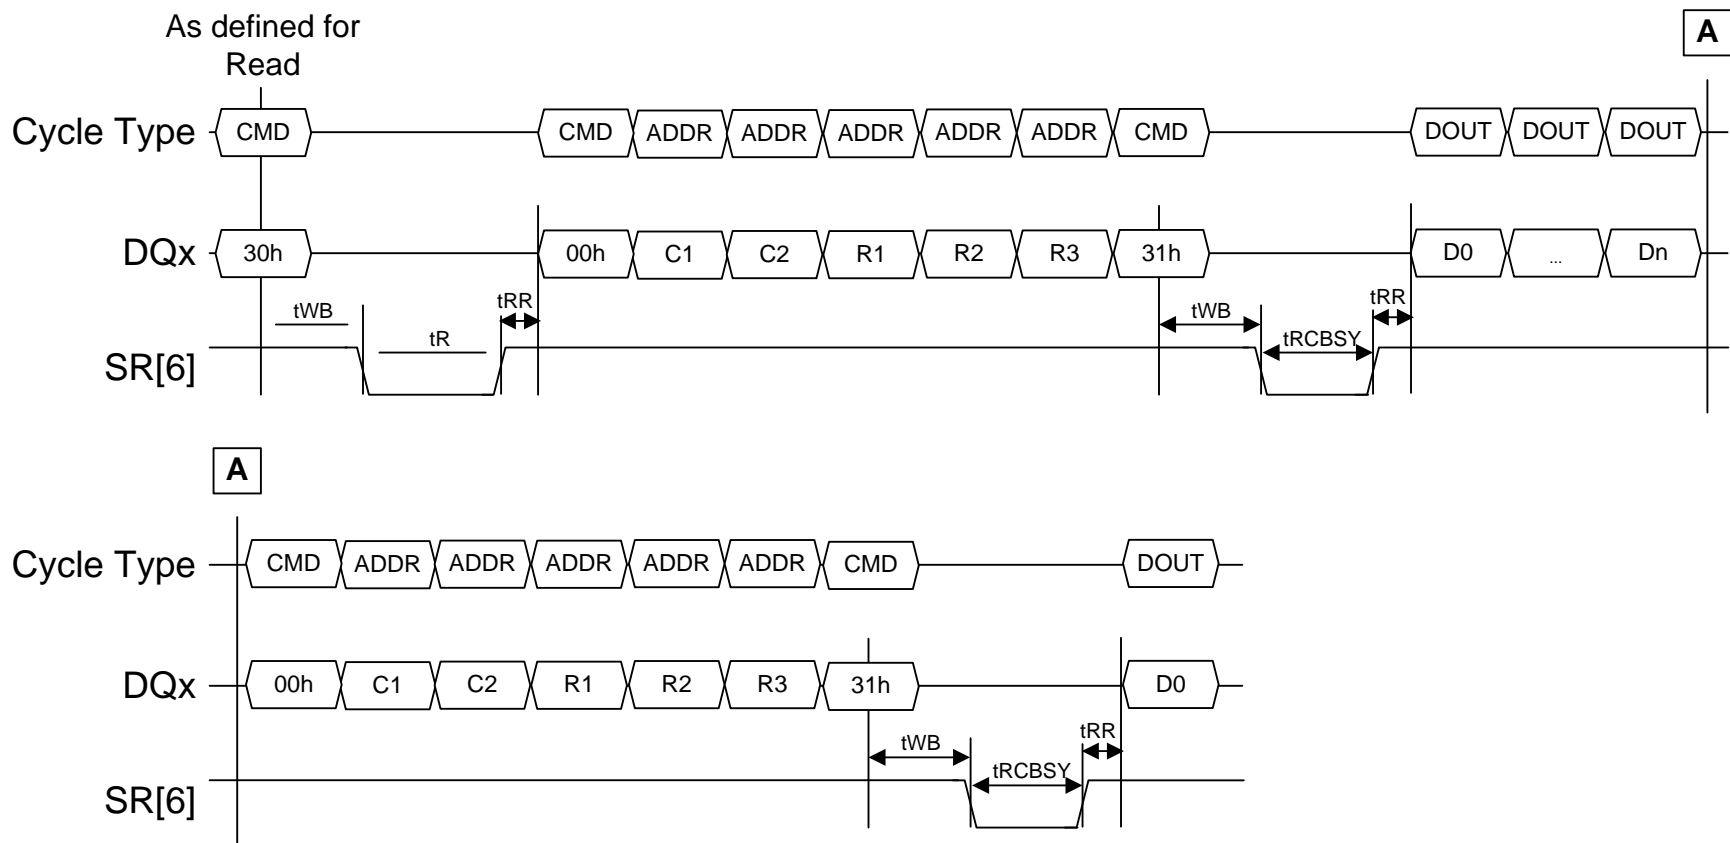 As defined for
Read
A
Cycle Type CMD CMD ADDR ADDR ADDR ADDR ADDR CMD DOUT DOUT DOUT
DQx 30h 00h C1 C2 R1 R2 R3 31h D0 ... Dn
tWB tR tRR tWB tRCBSY tRR
SR[6]
A
Cycle Type CMD ADDR ADDR ADDR ADDR ADDR CMD DOUT
DQx 00h C1 C2 R1 R2 R3 31h D0
tWB tRCBSY tRR
SR[6]